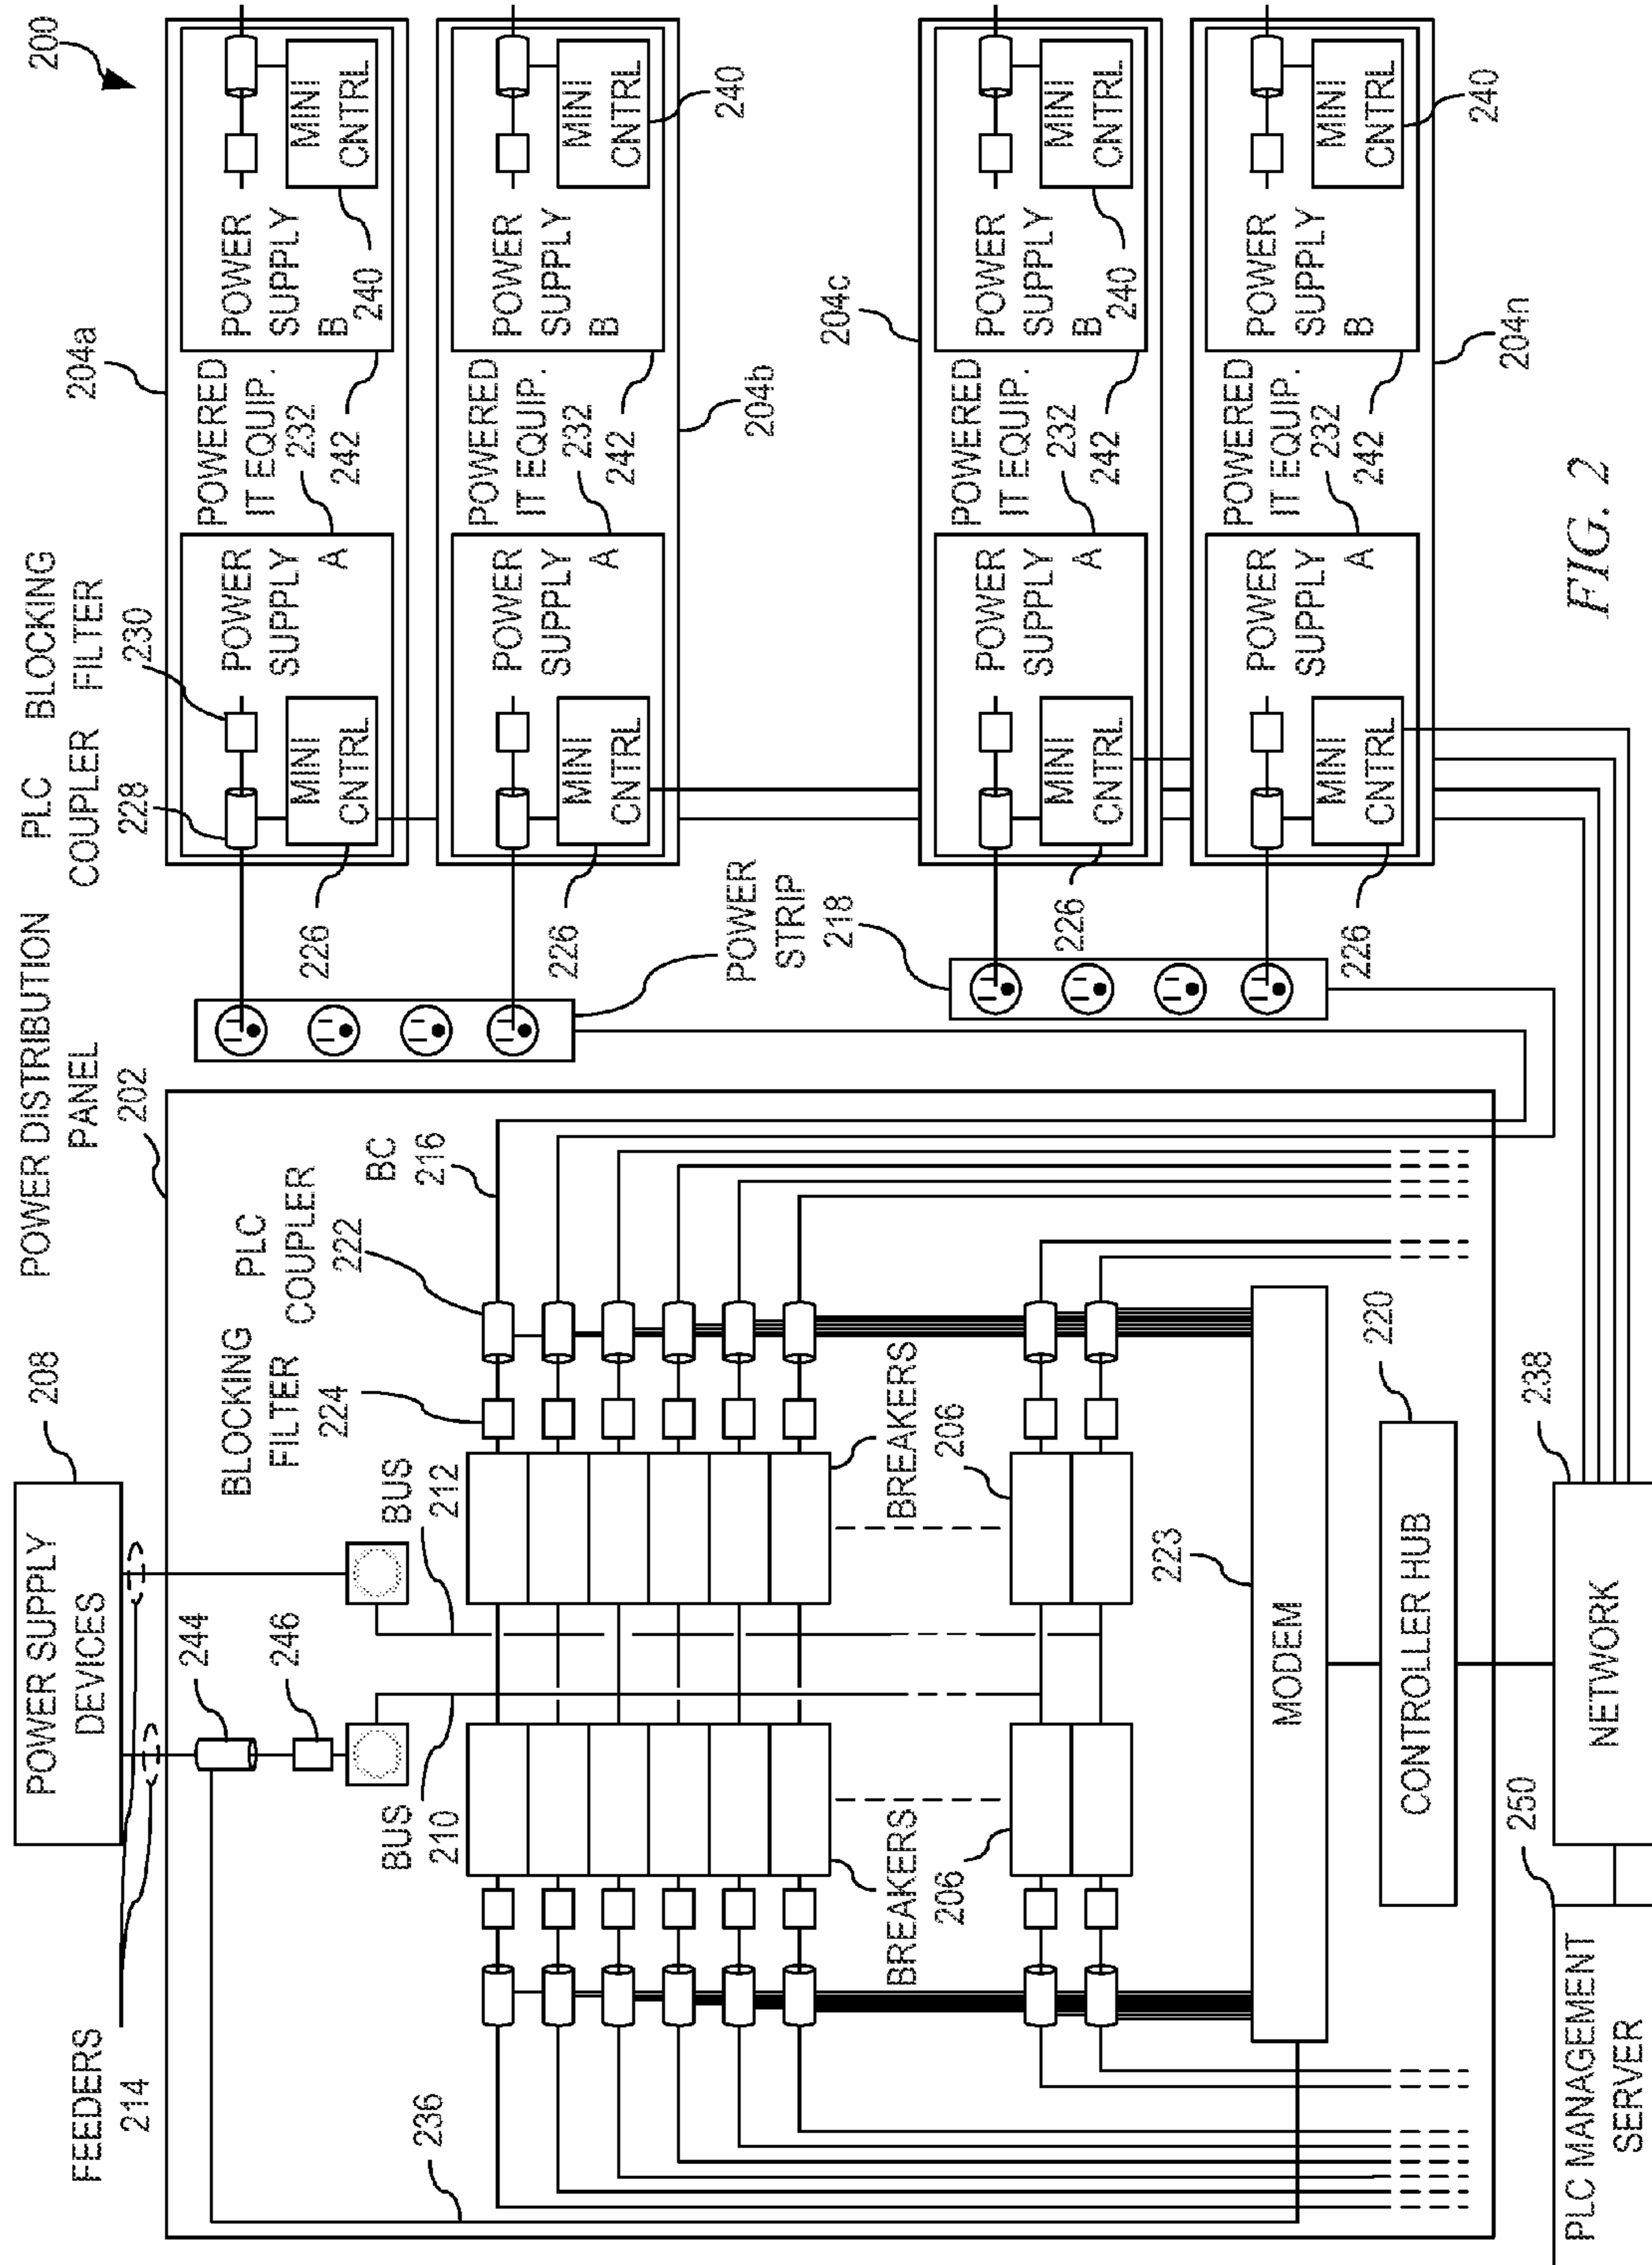 200
POWER SUPPLY
DEVICES
208
FEEDERS
214
POWER DISTRIBUTION
PANEL
202
PLC
COUPLER
228
BLOCKING
FILTER
230
244
246
BLOCKING
FILTER
224
PLC
COUPLER
222
BC
216
BUS
210
BUS
212
236
BREAKERS
206
BREAKERS
206
MODEM
223
CONTROLLER HUB
220
NETWORK
238
PLC MANAGEMENT
SERVER
250
POWER
STRIP
218
204a
POWER
SUPPLY
A
MINI
CNTRL
226
POWERED
IT EQUIP.
232
242
POWER
SUPPLY
B
240
MINI
CNTRL
204b
POWER
SUPPLY
A
MINI
CNTRL
226
POWERED
IT EQUIP.
232
242
POWER
SUPPLY
B
MINI
CNTRL
240
204c
POWER
SUPPLY
A
MINI
CNTRL
226
POWERED
IT EQUIP.
232
242
POWER
SUPPLY
B
240
MINI
CNTRL
204n
POWER
SUPPLY
A
MINI
CNTRL
226
POWERED
IT EQUIP.
232
242
POWER
SUPPLY
B
MINI
CNTRL
240
FIG. 2